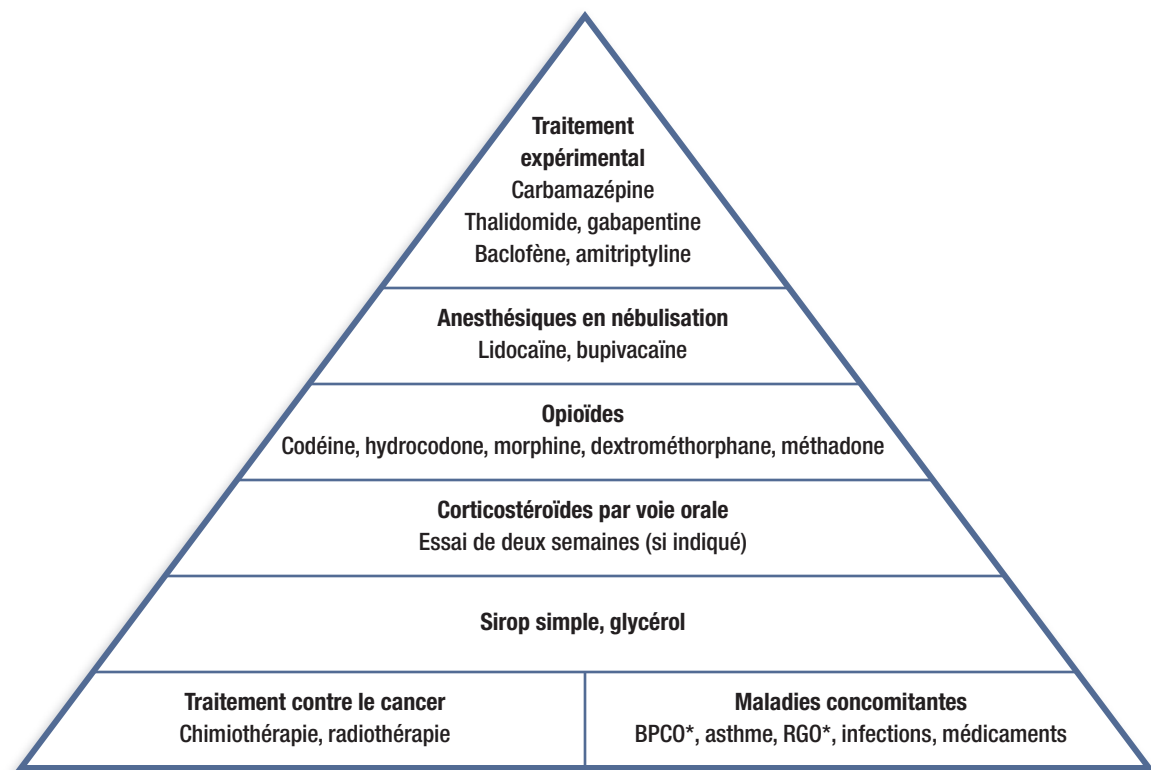 Traitement
expérimental
Carbamazépine
Thalidomide, gabapentine
Baclofène, amitriptyline
Anesthésiques en nébulisation
Lidocaïne, bupivacaïne
Opioïdes
Codéine, hydrocodone, morphine, dextrométhorphane, méthadone
Corticostéroïdes par voie orale
Essai de deux semaines (si indiqué)
Sirop simple, glycérol
Traitement contre le cancer
Chimiothérapie, radiothérapie
Maladies concomitantes
BPCO*, asthme, RGO*, infections, médicaments